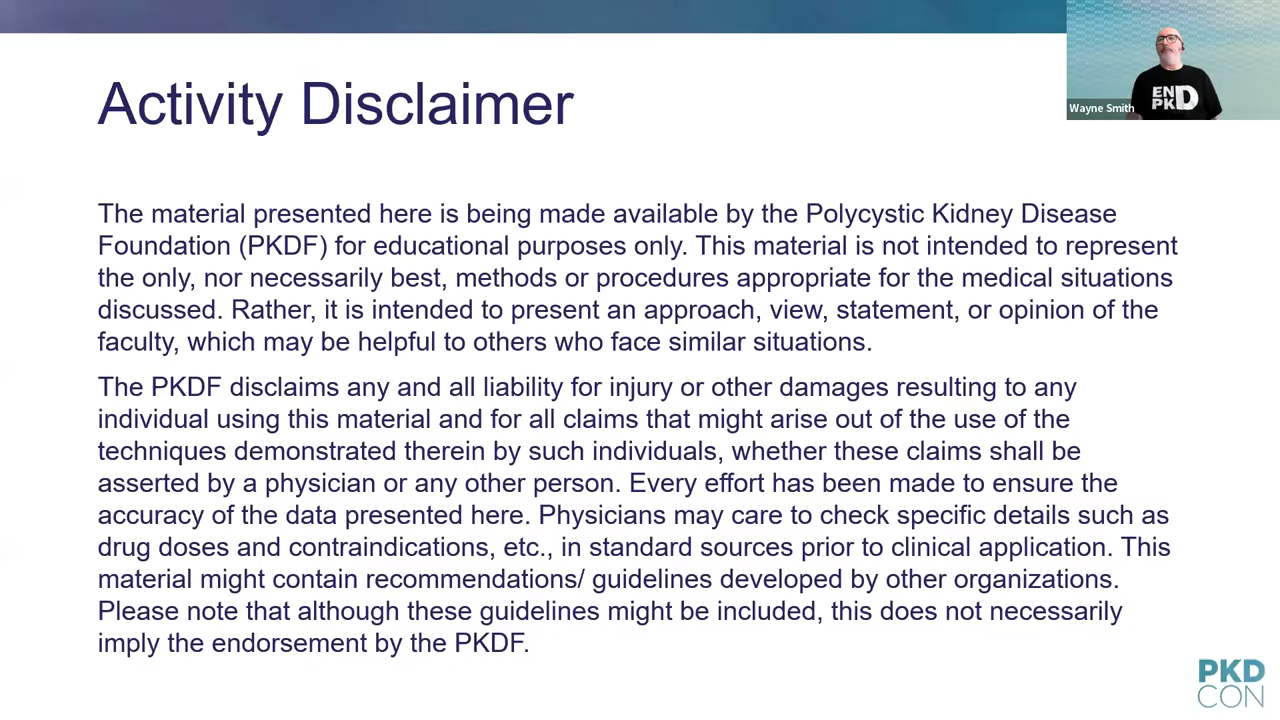 Activity Disclaimer
Wayne Smith
EN
PKD
The material presented here is being made available by the Polycystic Kidney Disease
Foundation (PKDF) for educational purposes only. This material is not intended to represent
the only, nor necessarily best, methods or procedures appropriate for the medical situations
discussed. Rather, it is intended to present an approach, view, statement, or opinion of the
faculty, which may be helpful to others who face similar situations.
The PKDF disclaims any and all liability for injury or other damages resulting to any
individual using this material and for all claims that might arise out of the use of the
techniques demonstrated therein by such individuals, whether these claims shall be
asserted by a physician or any other person. Every effort has been made to ensure the
accuracy of the data presented here. Physicians may care to check specific details such as
drug doses and contraindications, etc., in standard sources prior to clinical application. This
material might contain recommendations/ guidelines developed by other organizations.
Please note that although these guidelines might be included, this does not necessarily
imply the endorsement by the PKDF.
PKD
CON